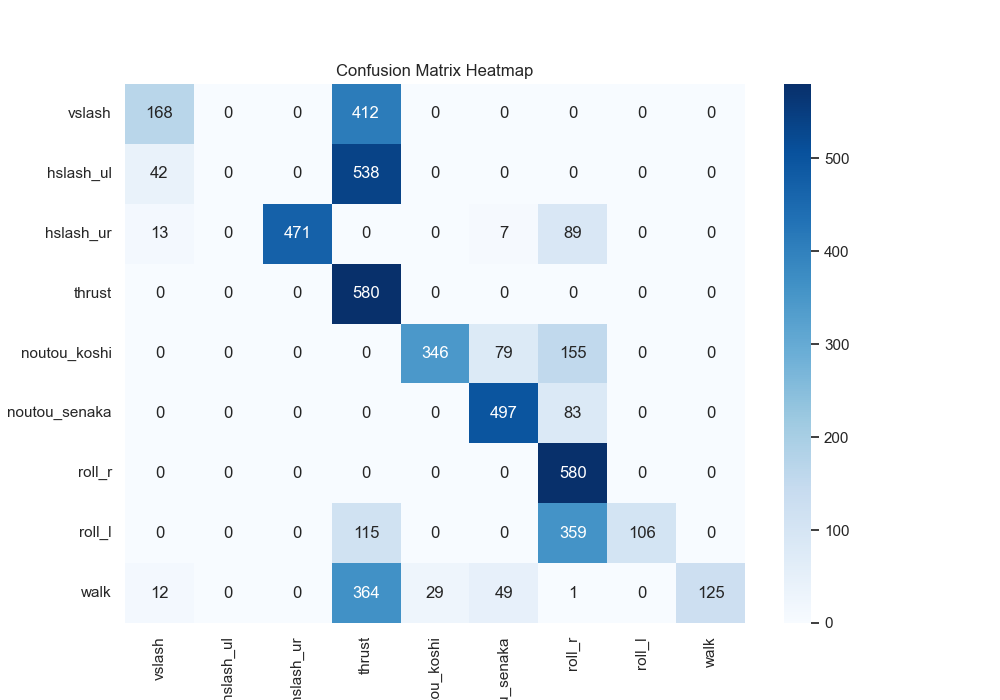 Confusion Matrix Heatmap
vslash 168 0 0 412 0 0 0 0 0
hslash_ul 42 0 0 538 0 0 0 0 0
hslash_ur 13 0 471 0 0 7 89 0 0
thrust 0 0 0 580 0 0 0 0 0
noutou_koshi 0 0 0 0 346 79 155 0 0
noutou_senaka 0 0 0 0 0 497 83 0 0
roll_r 0 0 0 0 0 0 580 0 0
roll_l 0 0 0 115 0 0 359 106 0
walk 12 0 0 364 29 49 1 0 125
vslash
hslash_ul
hslash_ur
thrust
ou_koshi
u_senaka
roll_r
roll_l
walk
500
400
300
200
100
0